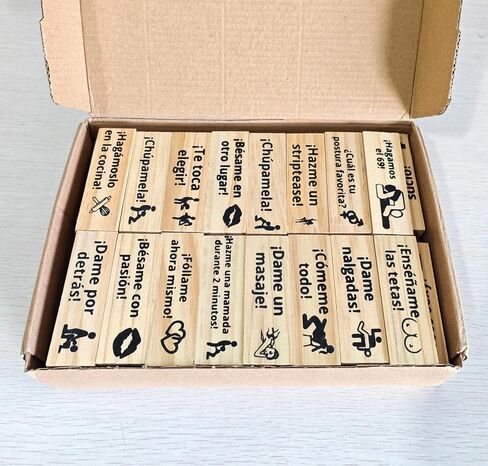 ¡Hagámoslo
en la cocina!
¡Chúpamela!
¡Te toca
elegir!
¡Bésame en
otro lugar!
¡Chúpamela!
¡Hazme un
striptease!
¿Cuál es tu
postura favorita?
¡Hagamos
el 69!
¡Dame por
detrás!
¡Bésame con
pasión!
¡Fóllame
ahora mismo!
¡Hazme una mamada
durante 2 minutos!
¡Dame un
masaje!
¡Cómeme
todo!
¡Dame
nalgadas!
¡Enséñame
las tetas!